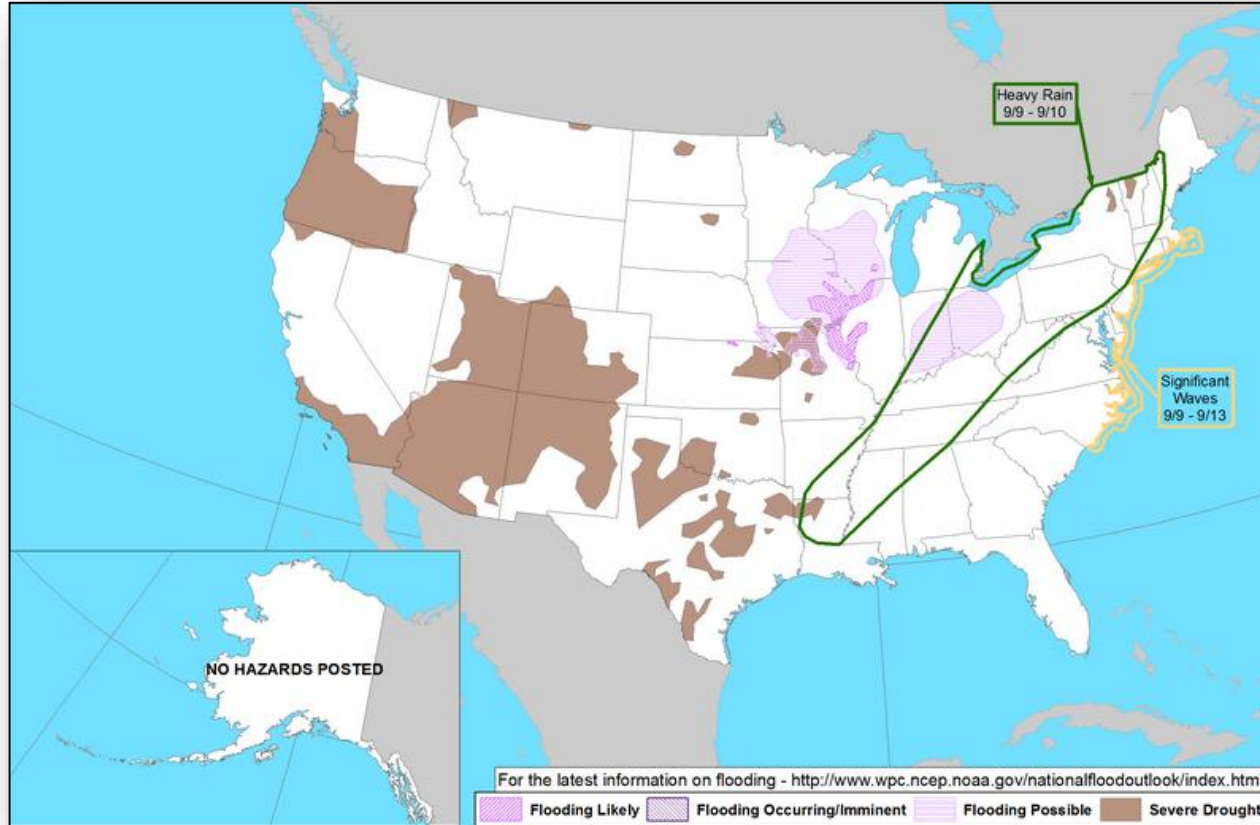 Heavy Rain
9/9 - 9/10
Significant
Waves
9/9 - 9/13
NO HAZARDS POSTED
For the latest information on flooding - http://www.wpc.ncep.noaa.gov/nationalfloodoutlook/index.htm
Flooding Likely Flooding Occurring/Imminent Flooding Possible Severe Drought